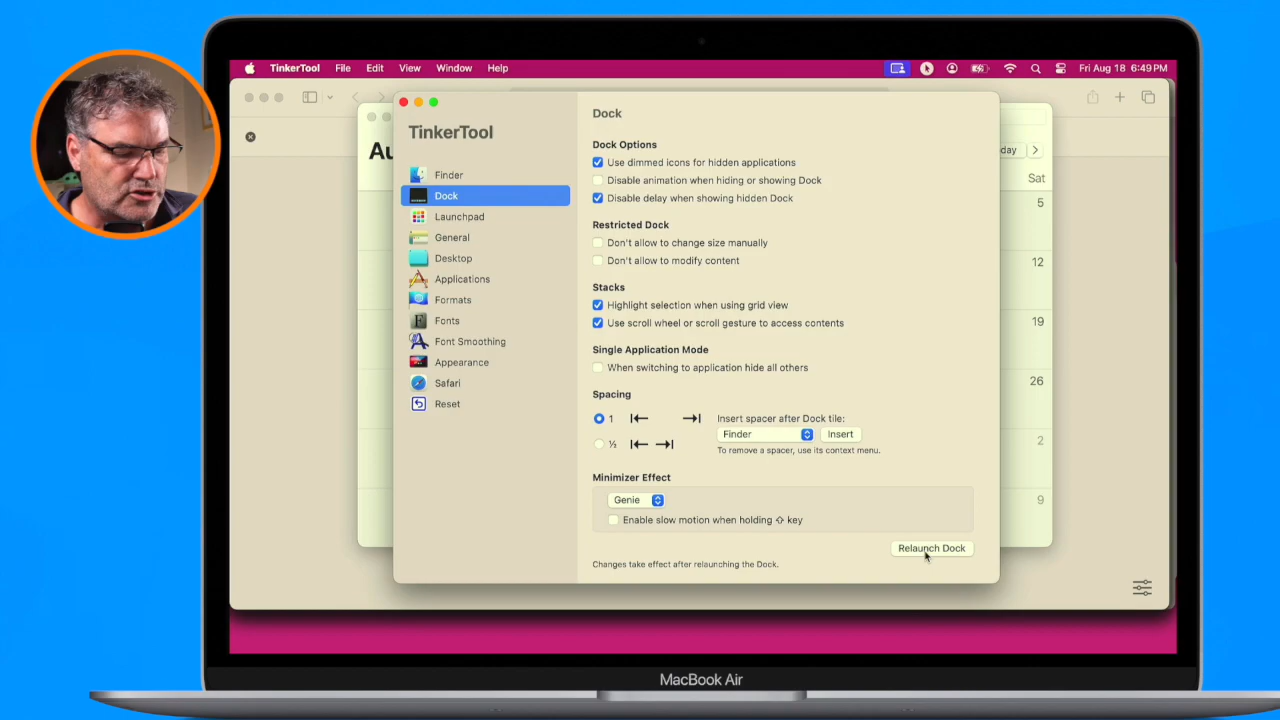 TinkerTool File Edit View Window Help Fri Aug 18 6:49 PM
Au
day
Sat
5
12
19
26
2
9
TinkerTool
Finder
Dock
Launchpad
General
Desktop
Applications
Formats
Fonts
Font Smoothing
Appearance
Safari
Reset
Dock
Dock Options
Use dimmed icons for hidden applications
Disable animation when hiding or showing Dock
Disable delay when showing hidden Dock
Restricted Dock
Don't allow to change size manually
Don't allow to modify content
Stacks
Highlight selection when using grid view
Use scroll wheel or scroll gesture to access contents
Single Application Mode
When switching to application hide all others
Spacing
1
½
Insert spacer after Dock tile:
Finder Insert
To remove a spacer, use its context menu.
Minimizer Effect
Genie
Enable slow motion when holding ⇧ key
Relaunch Dock
Changes take effect after relaunching the Dock.
MacBook Air